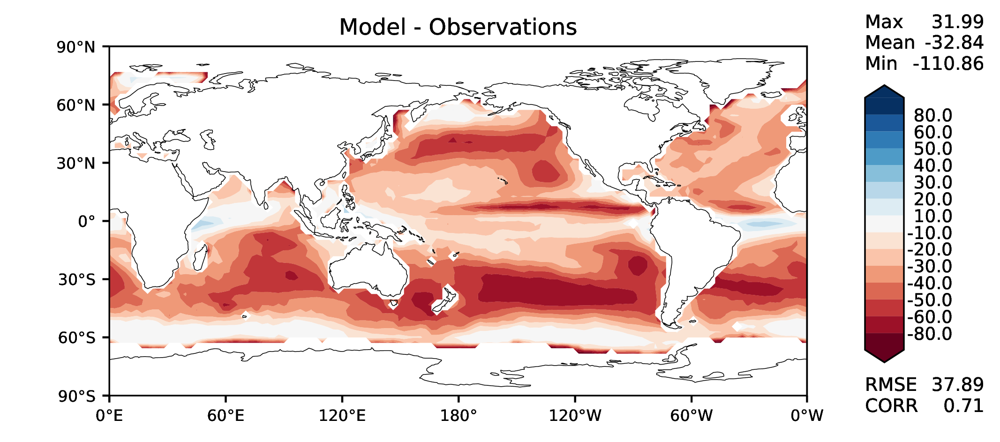 Model - Observations
Max 31.99
Mean -32.84
Min -110.86
90°N
60°N
30°N
0°
30°S
60°S
90°S
0°E 60°E 120°E 180° 120°W 60°W 0°W
80.0
60.0
50.0
40.0
30.0
20.0
10.0
-10.0
-20.0
-30.0
-40.0
-50.0
-60.0
-80.0
RMSE 37.89
CORR 0.71